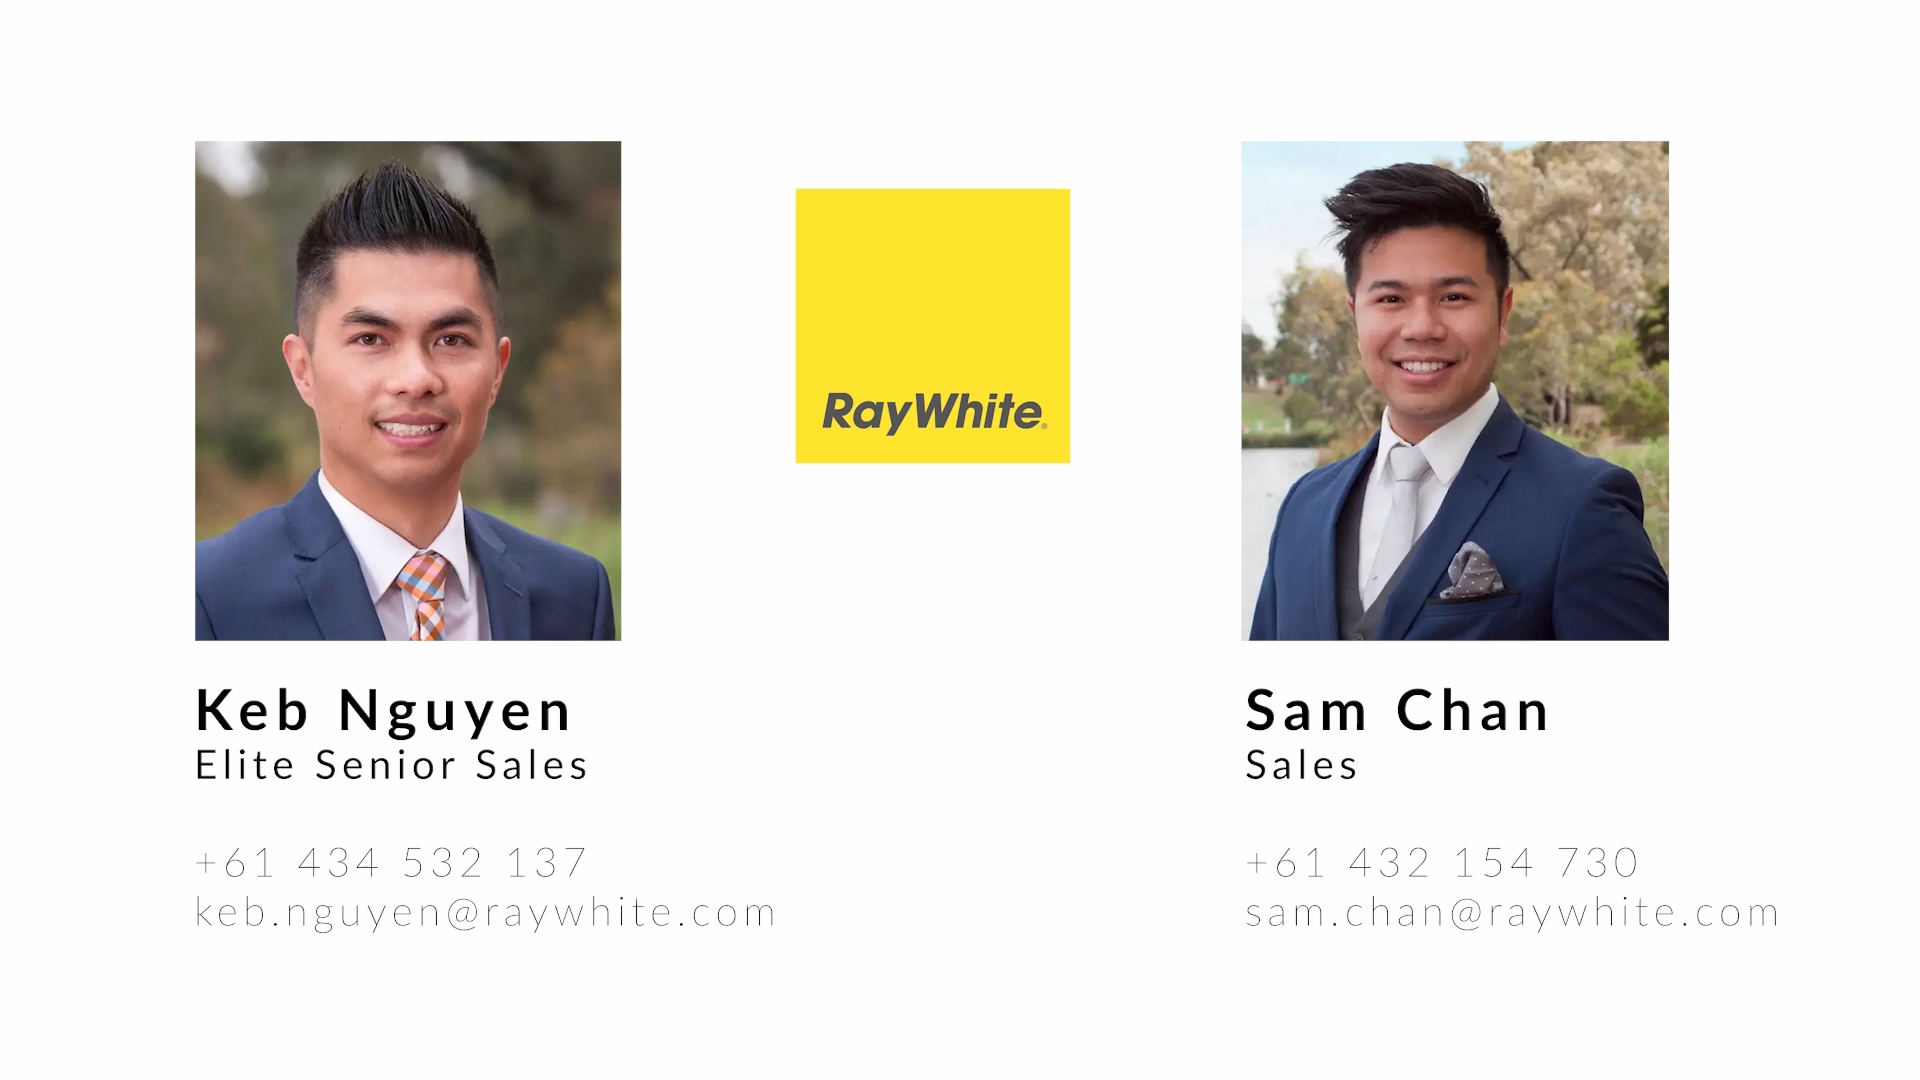 RayWhite®
Keb Nguyen
Elite Senior Sales
+61 434 532 137
keb.nguyen@raywhite.com
Sam Chan
Sales
+61 432 154 730
sam.chan@raywhite.com